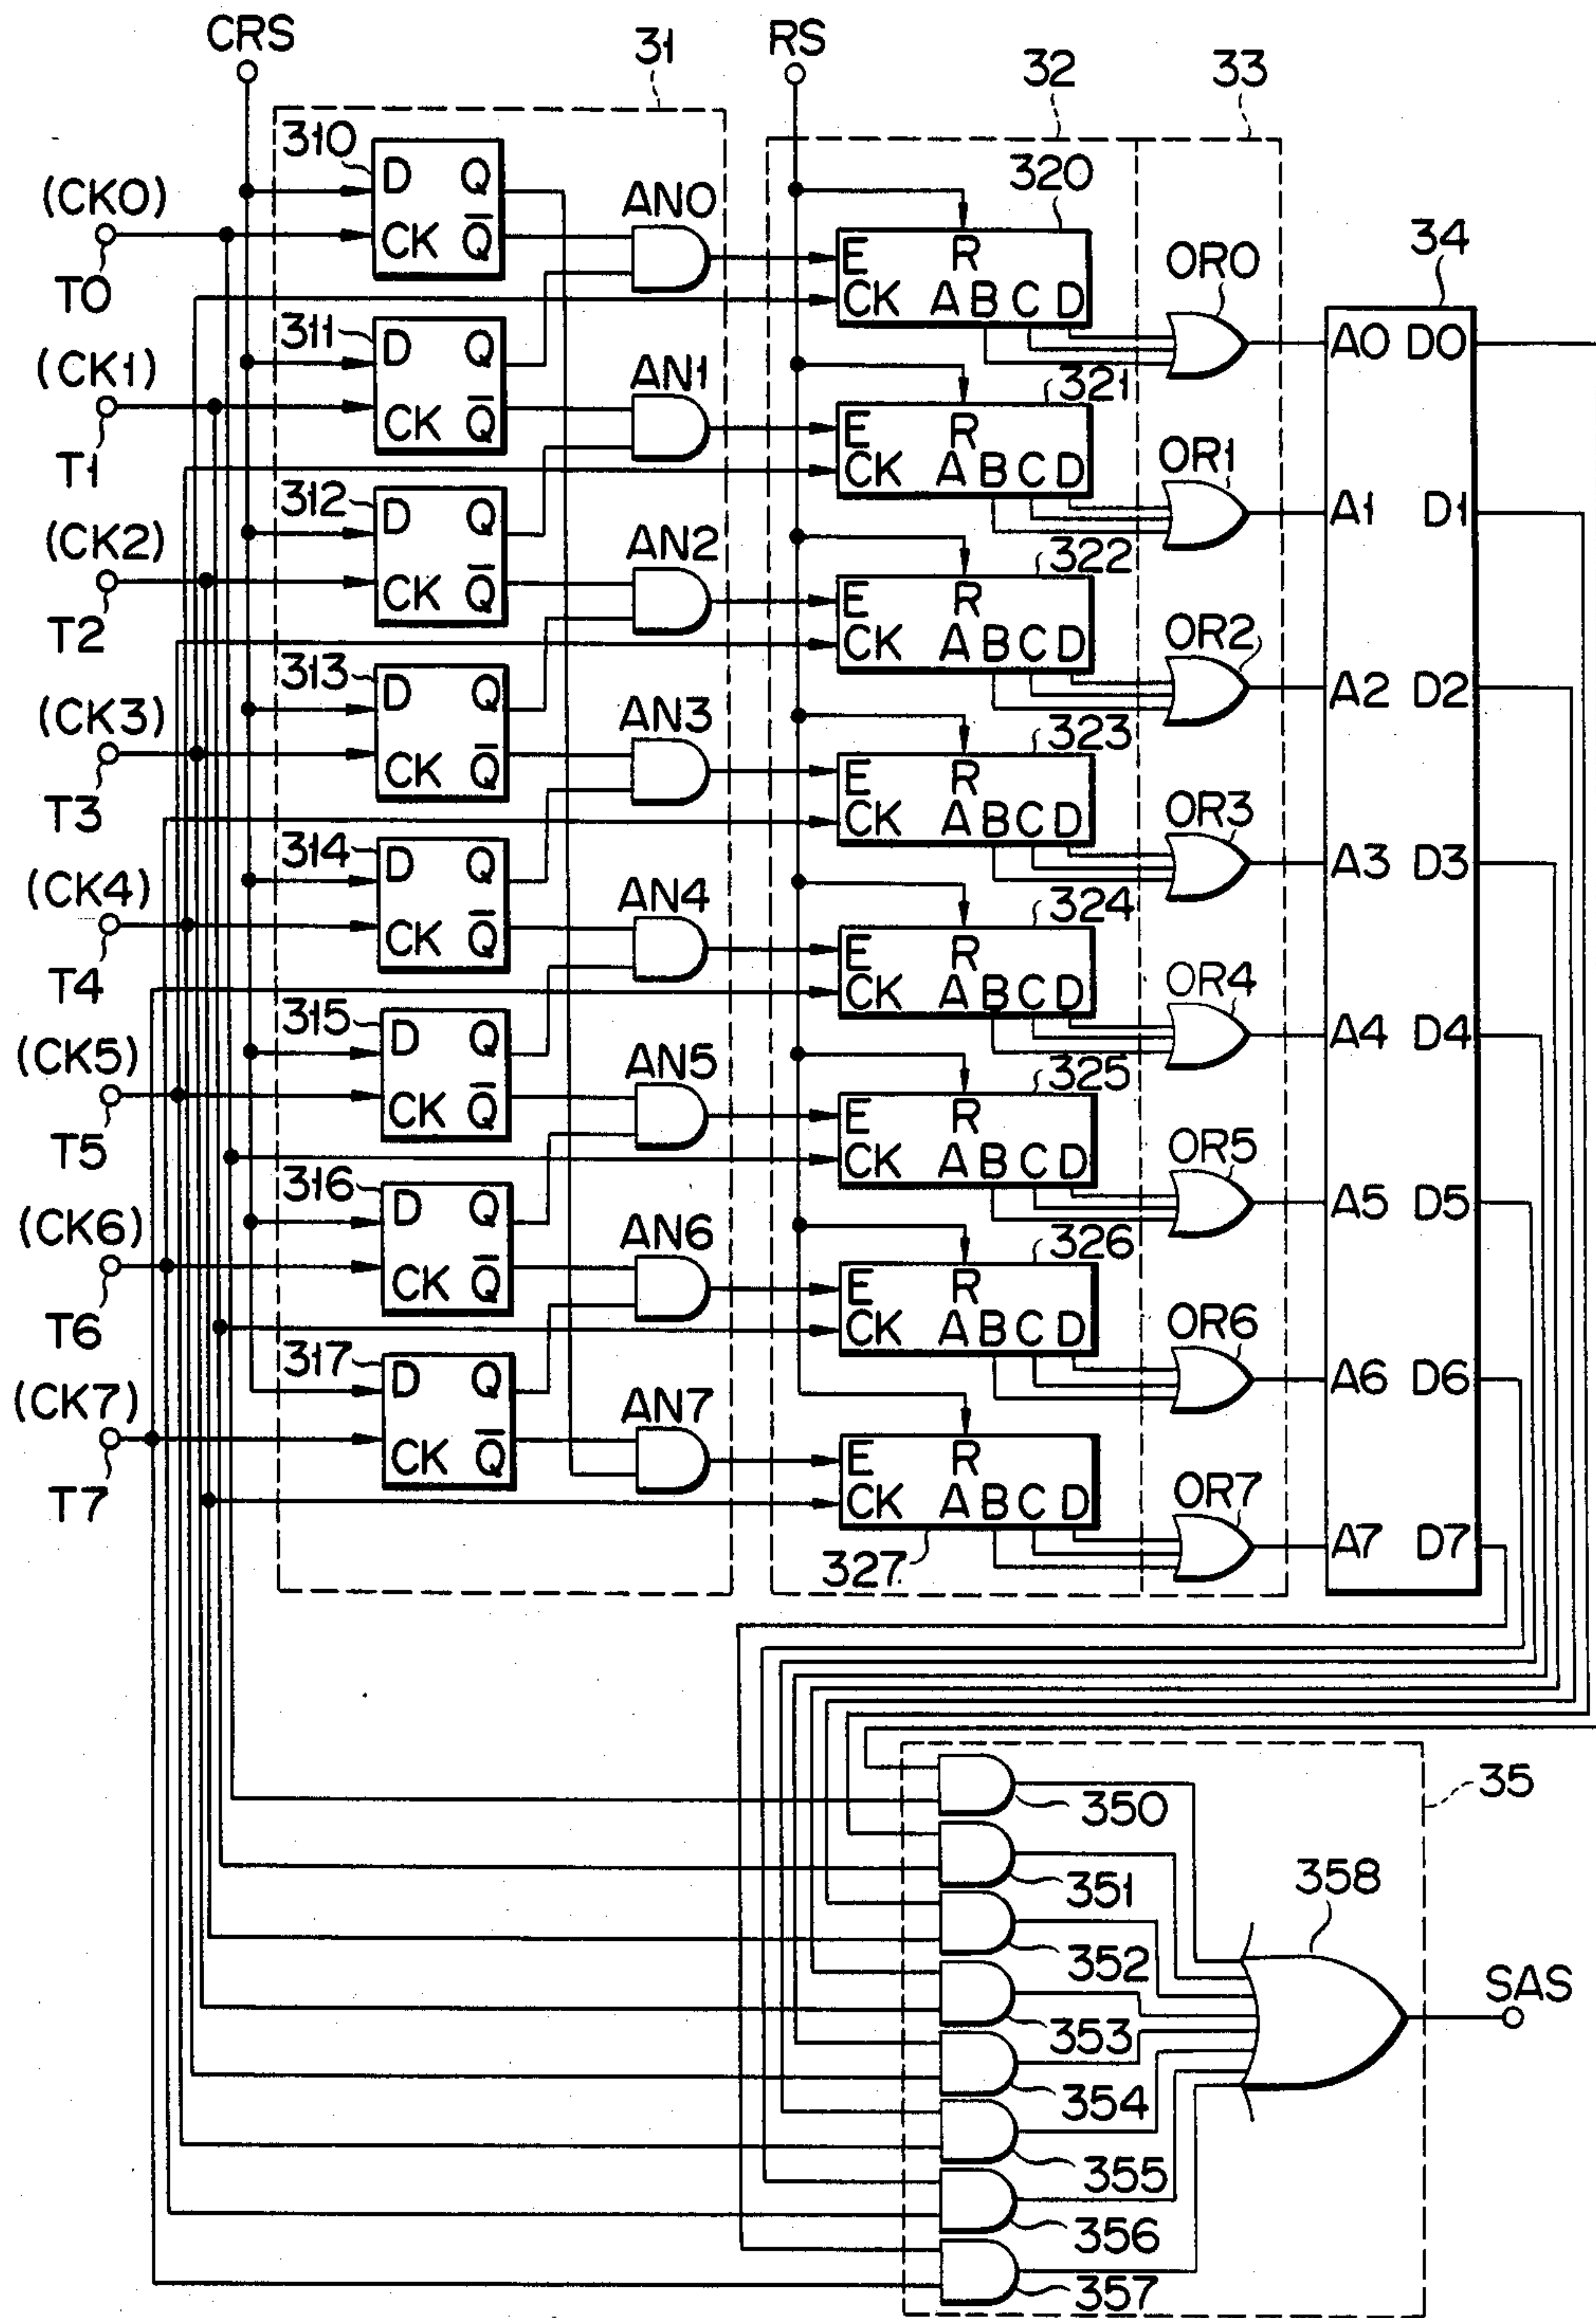 CRS
31
RS
32
33
310
D Q
CK Q̅
(CK0)
T0
AN0
320
E R
CK A B C D
OR0
34
A0 D0
311
D Q
CK Q̅
(CK1)
T1
AN1
321
E R
CK A B C D
OR1
A1 D1
312
D Q
CK Q̅
(CK2)
T2
AN2
322
E R
CK A B C D
OR2
A2 D2
313
D Q
CK Q̅
(CK3)
T3
AN3
323
E R
CK A B C D
OR3
A3 D3
314
D Q
CK Q̅
(CK4)
T4
AN4
324
E R
CK A B C D
OR4
A4 D4
315
D Q
CK Q̅
(CK5)
T5
AN5
325
E R
CK A B C D
OR5
A5 D5
316
D Q
CK Q̅
(CK6)
T6
AN6
326
E R
CK A B C D
OR6
A6 D6
317
D Q
CK Q̅
(CK7)
T7
AN7
E R
CK A B C D
327
OR7
A7 D7
35
350
351
352
353
354
355
356
357
358
SAS